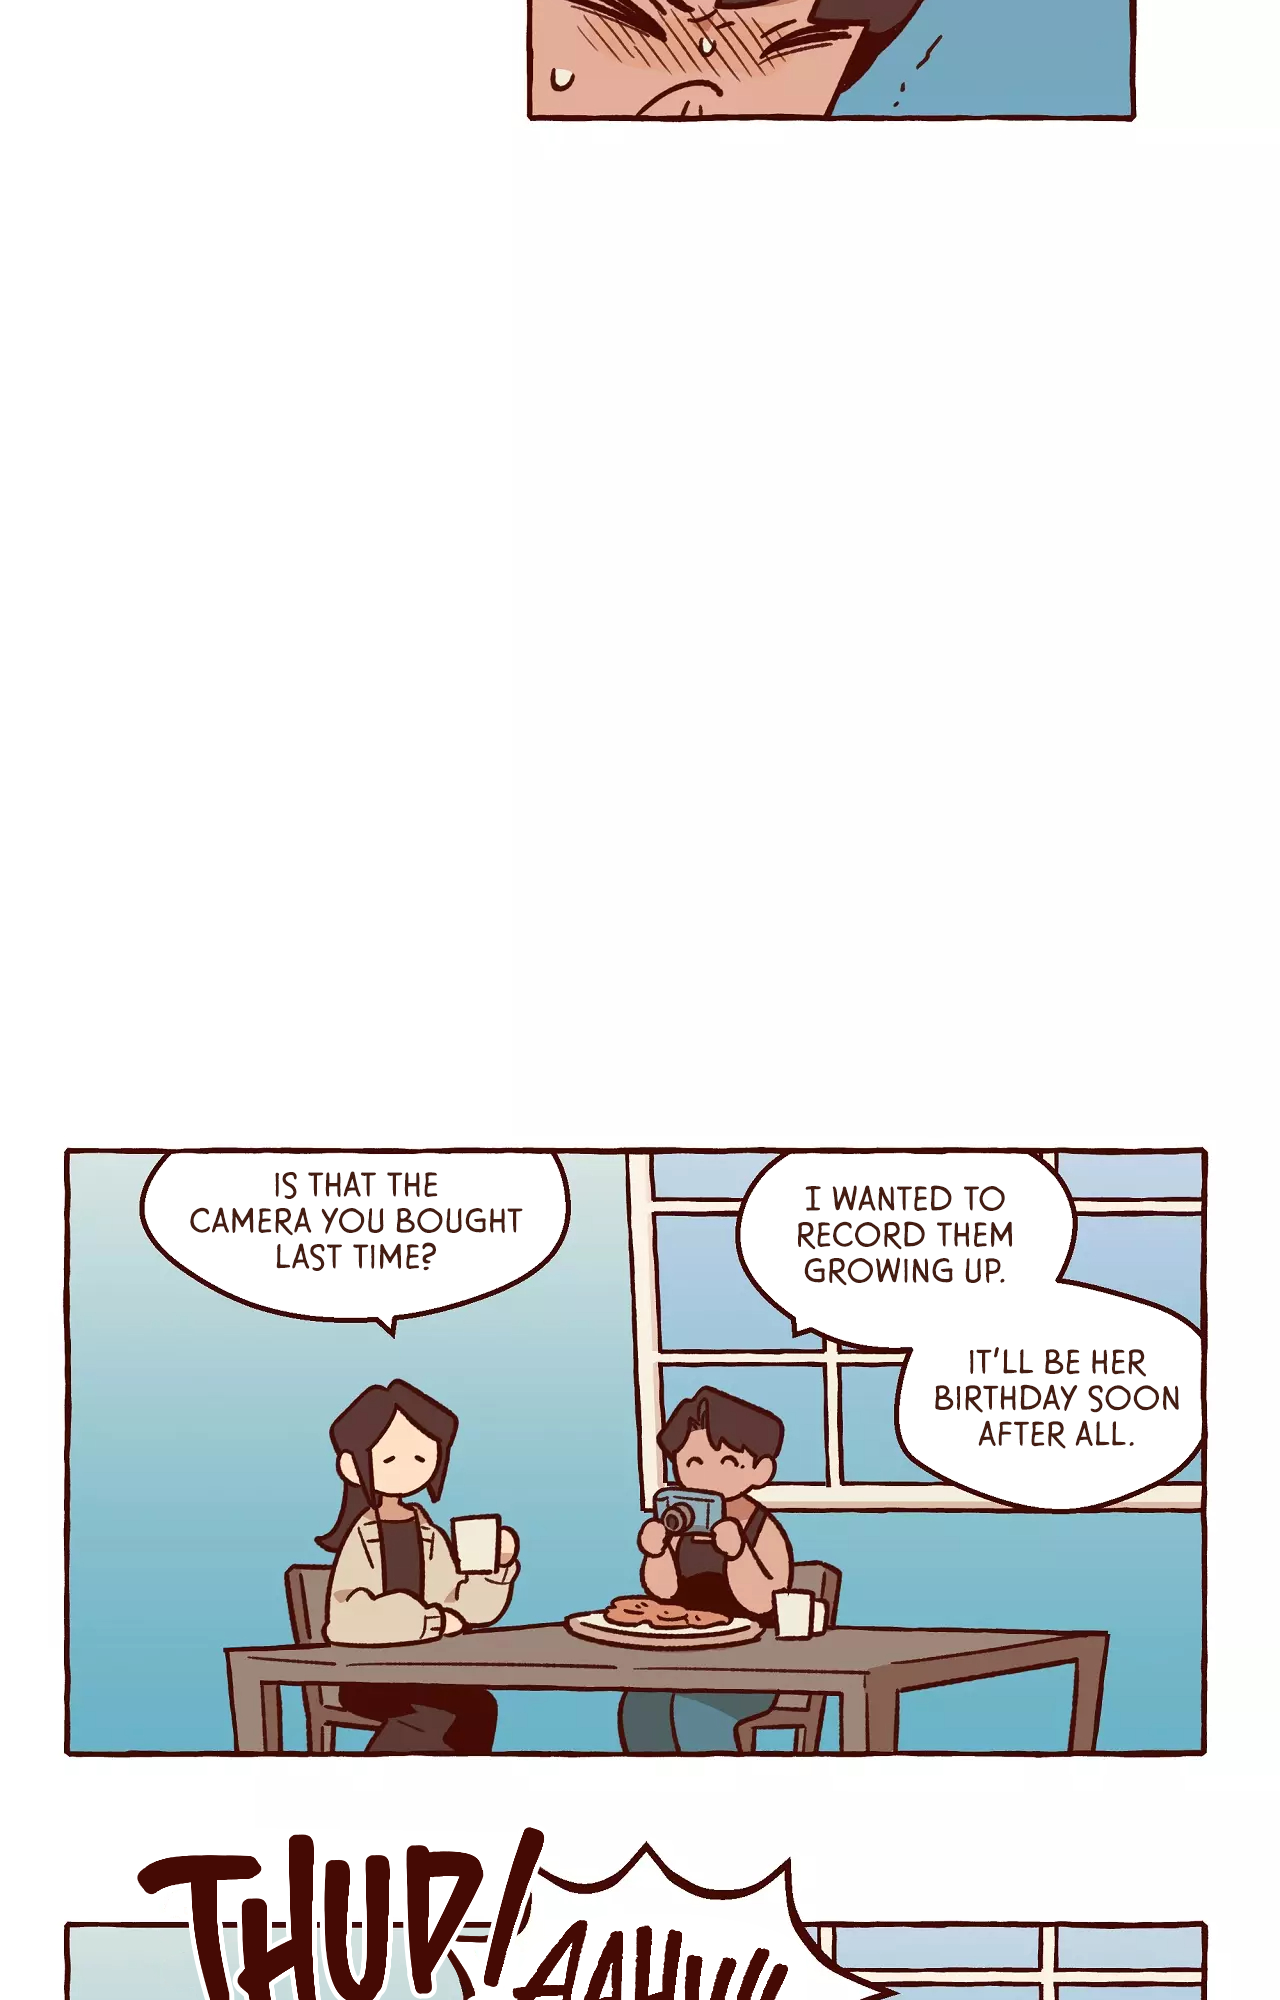 IS THAT THE
CAMERA YOU BOUGHT
LAST TIME?
I WANTED TO
RECORD THEM
GROWING UP.
IT'LL BE HER
BIRTHDAY SOON
AFTER ALL.
THUD!
AAHH!!